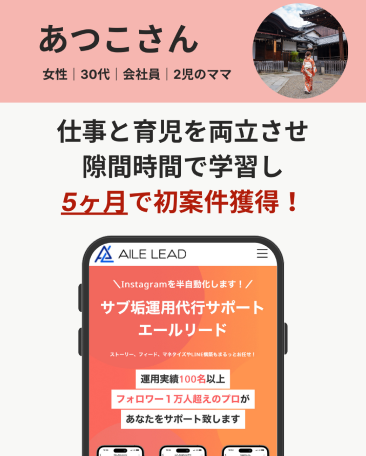 あつこさん
女性｜30代｜会社員｜2児のママ
仕事と育児を両立させ
隙間時間で学習し
5ヶ月で初案件獲得！
AILE LEAD
＼Instagramを半自動化します！／
サブ垢運用代行サポート
エールリード
ストーリー、フィード、マネタイズやLINE構築もまるっとお任せ！
運用実績100名以上
フォロワー１万人超えのプロが
あなたをサポート致します